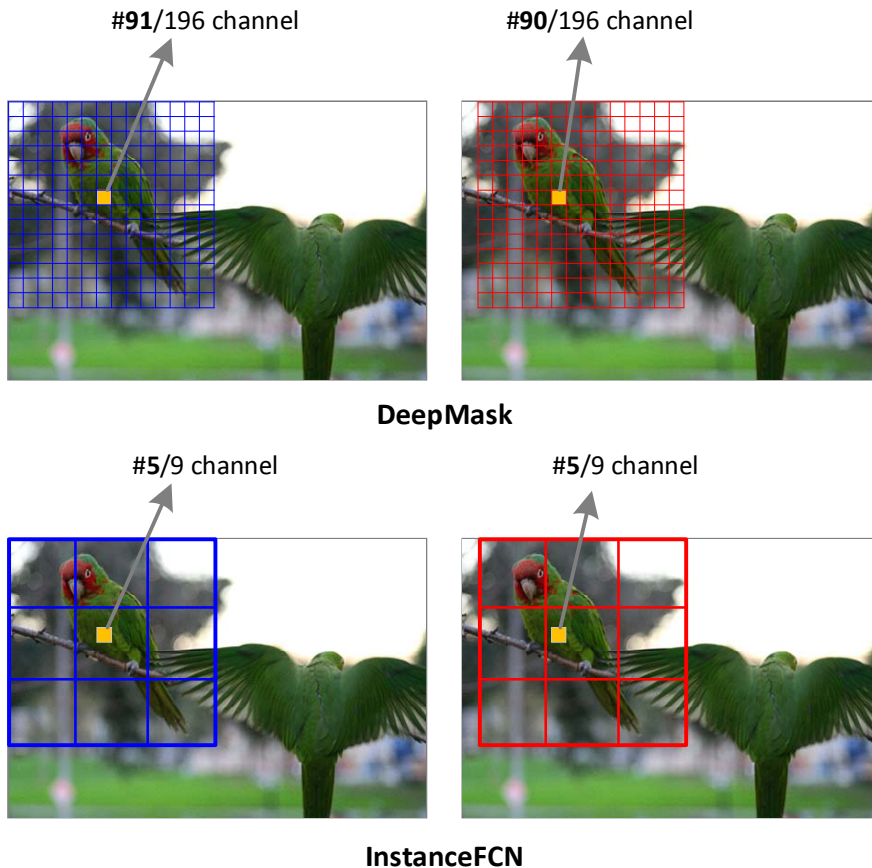 #91/196 channel
#90/196 channel
DeepMask
#5/9 channel
#5/9 channel
InstanceFCN